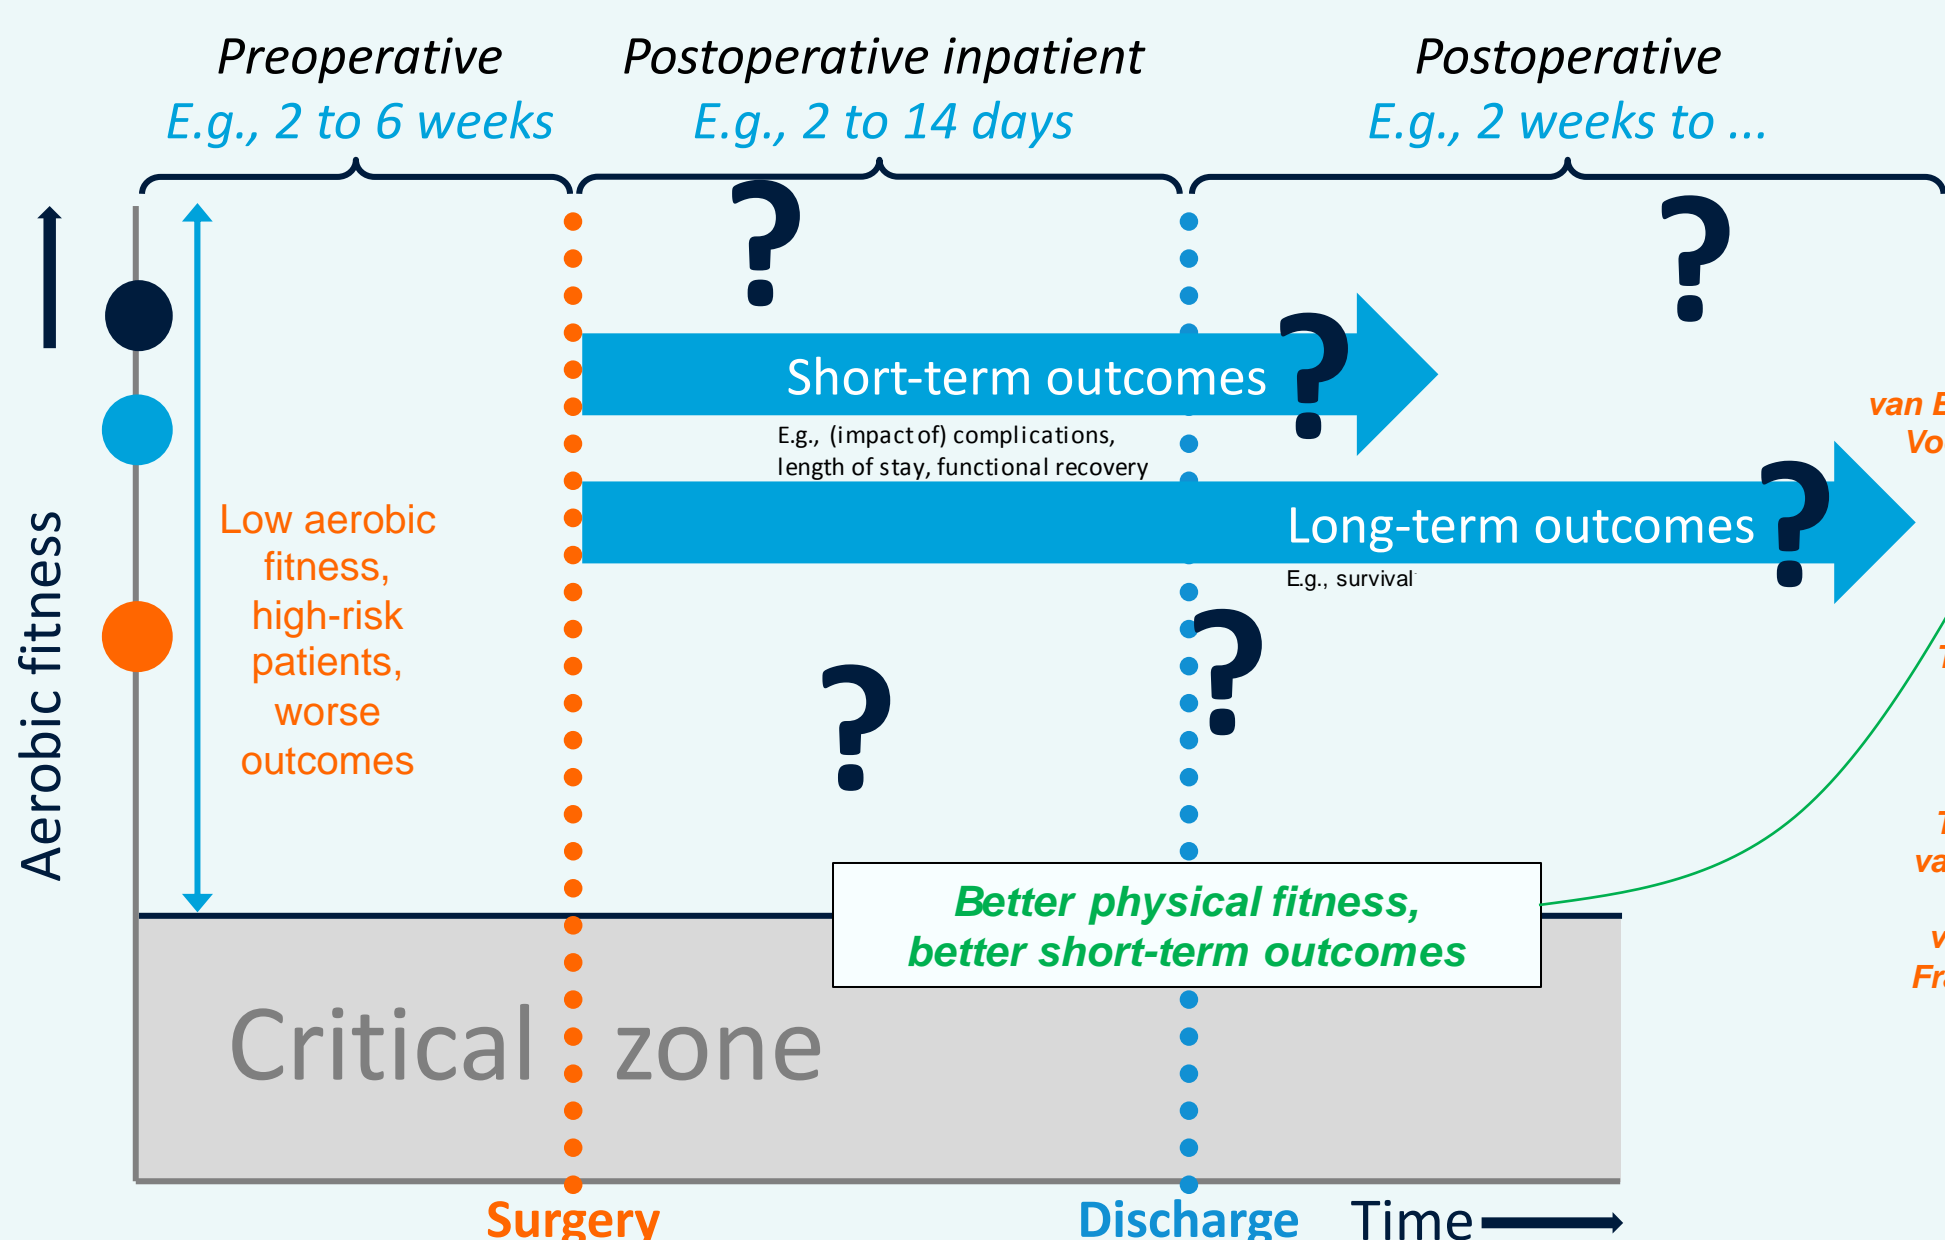 Preoperative
E.g., 2 to 6 weeks
Postoperative inpatient
E.g., 2 to 14 days
Postoperative
E.g., 2 weeks to ...
?
?
Short-term outcomes ?
E.g., (impact of) complications,
length of stay, functional recovery
Long-term outcomes ?
E.g., survival
Aerobic fitness
Low aerobic
fitness,
high-risk
patients,
worse
outcomes
?
?
van
Better physical fitness,
better short-term outcomes
Critical zone
Surgery
Discharge
Time